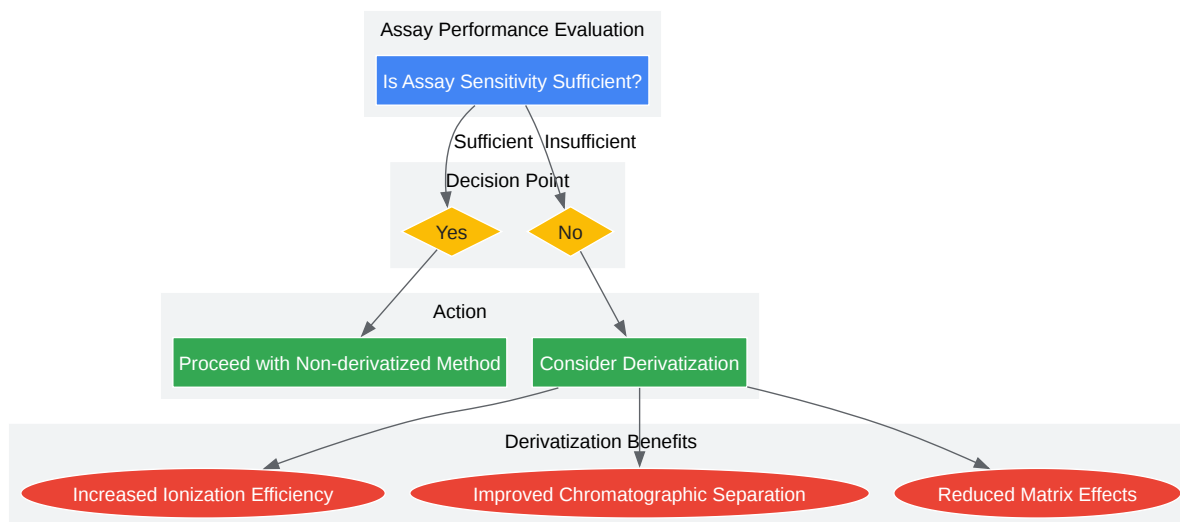 Assay Performance Evaluation
Is Assay Sensitivity Sufficient?
Sufficient
Insufficient
Decision Point
Yes
No
Action
Proceed with Non-derivatized Method
Consider Derivatization
Derivatization Benefits
Increased Ionization Efficiency
Improved Chromatographic Separation
Reduced Matrix Effects